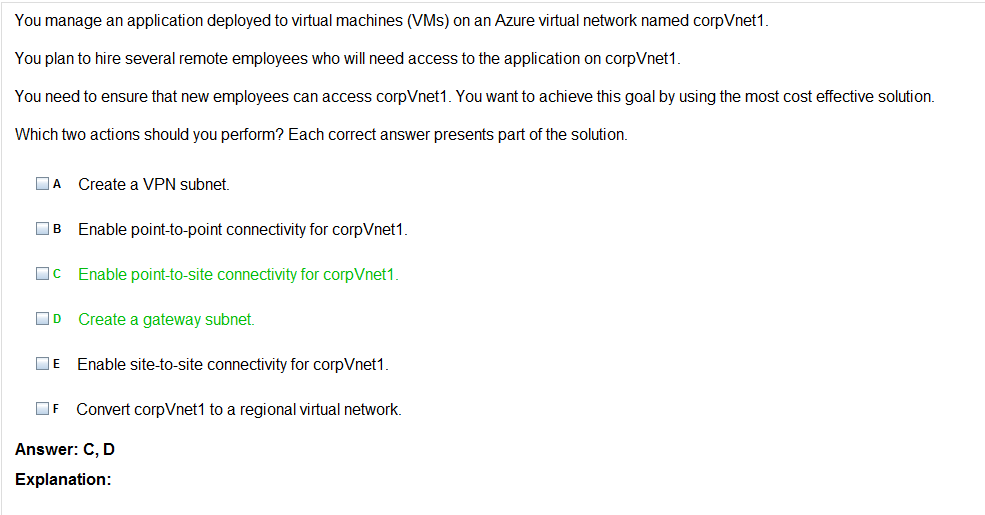 You manage an application deployed to virtual machines (VMs) on an Azure virtual network named corpVnet1.
You plan to hire several remote employees who will need access to the application on corpVnet1.
You need to ensure that new employees can access corpVnet1. You want to achieve this goal by using the most cost effective solution.
Which two actions should you perform? Each correct answer presents part of the solution.
A Create a VPN subnet.
B Enable point-to-point connectivity for corpVnet1.
C Enable point-to-site connectivity for corpVnet1.
D Create a gateway subnet.
E Enable site-to-site connectivity for corpVnet1.
F Convert corpVnet1 to a regional virtual network.
Answer: C, D
Explanation: